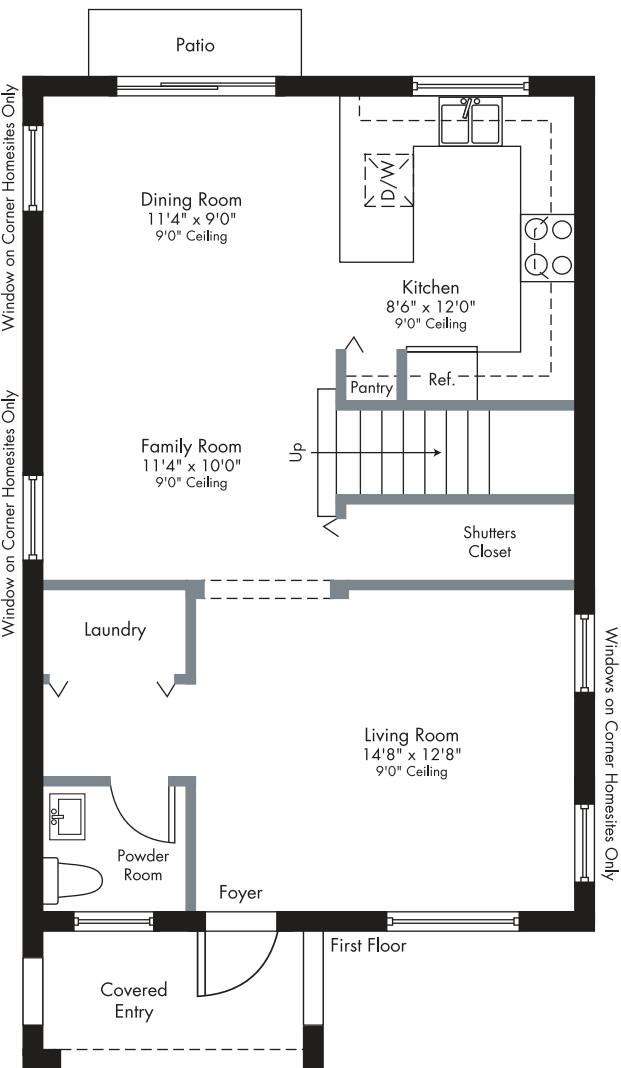 Patio
Window on Corner Homesites Only
D/W
Dining Room
11'4" x 9'0"
9'0" Ceiling
Kitchen
8'6" x 12'0"
9'0" Ceiling
Pantry
Ref.
Window on Corner Homesites Only
Family Room
11'4" x 10'0"
9'0" Ceiling
Up
Shutters
Closet
Laundry
Windows on Corner Homesites Only
Living Room
14'8" x 12'8"
9'0" Ceiling
Powder
Room
Foyer
First Floor
Covered
Entry